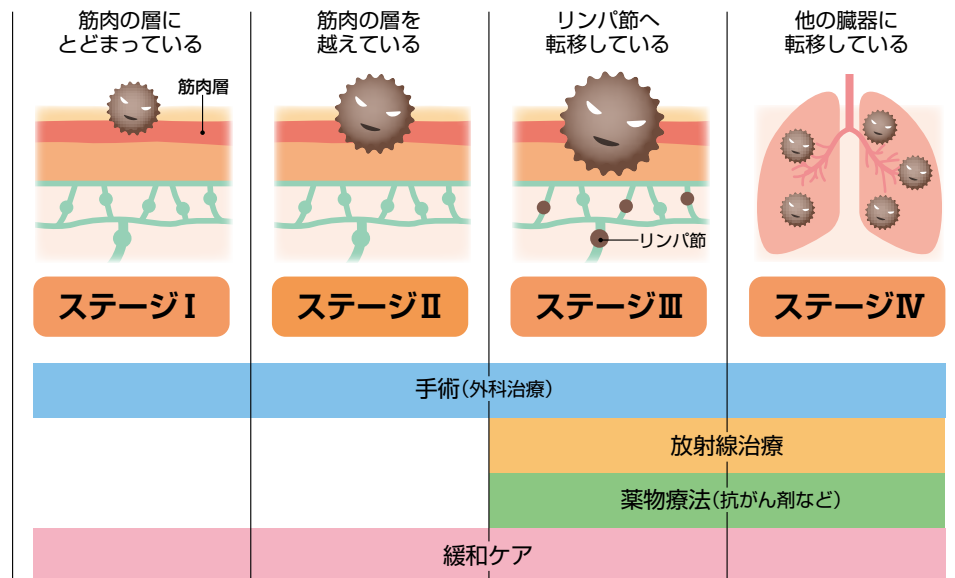 筋肉の層に
とどまっている
筋肉の層を
越えている
リンパ節へ
転移している
他の臓器に
転移している
筋肉層
リンパ節
ステージⅠ
ステージⅡ
ステージⅢ
ステージⅣ
手術(外科治療)
放射線治療
薬物療法(抗がん剤など)
緩和ケア